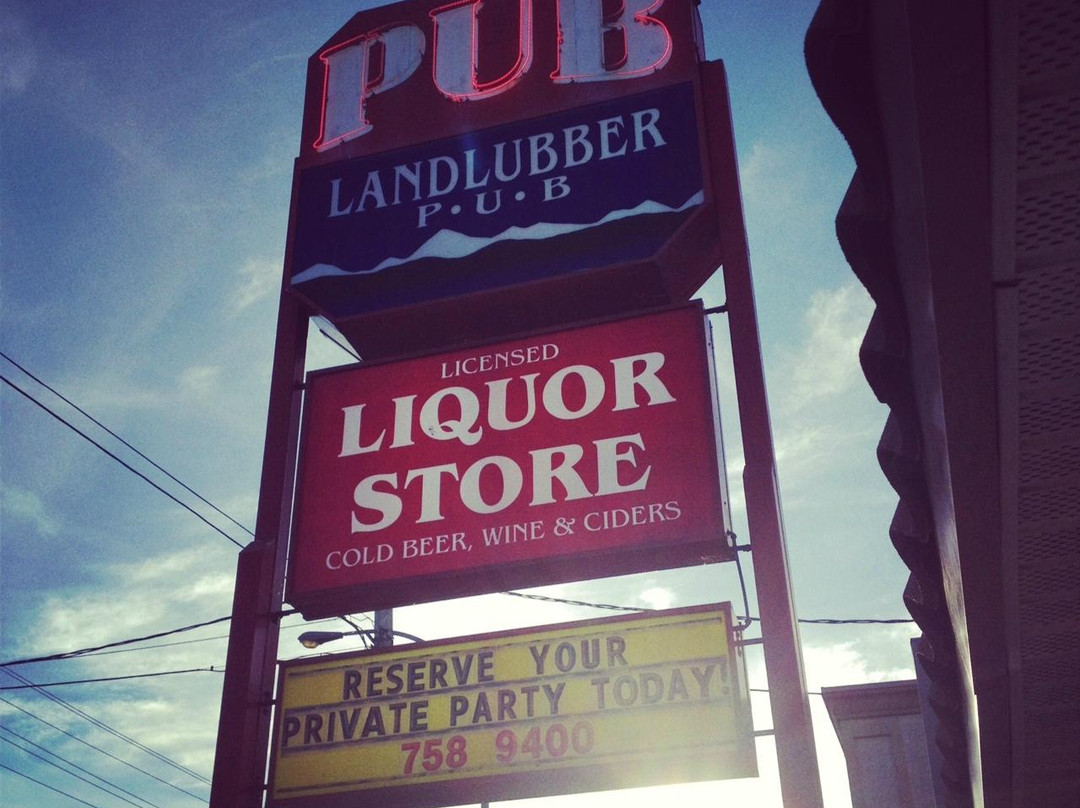 PUB
LANDLUBBER
P•U•B
LICENSED
LIQUOR
STORE
COLD BEER, WINE & CIDERS
RESERVE YOUR
PRIVATE PARTY TODAY!
758 9400